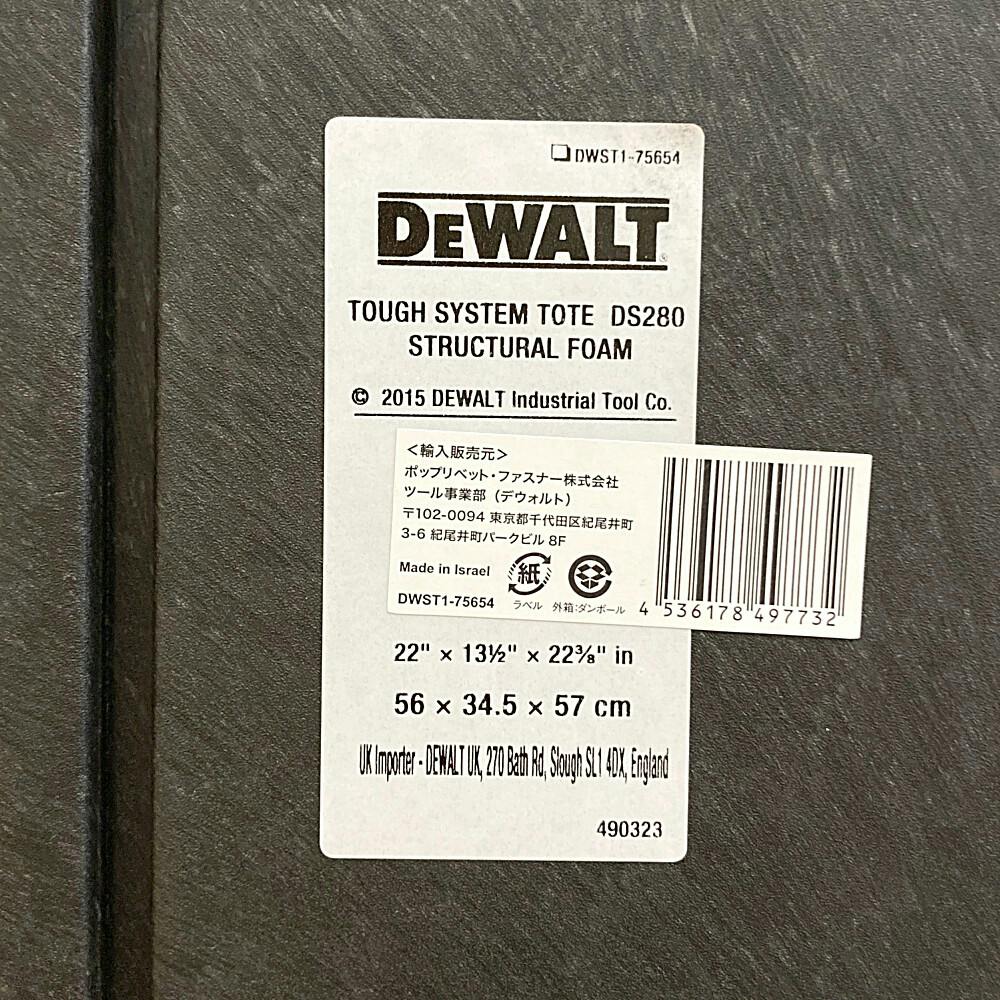 DWST1-75654
DEWALT®
TOUGH SYSTEM TOTE DS280
STRUCTURAL FOAM
© 2015 DEWALT Industrial Tool Co.
＜輸入販売元＞
ポップリベット・ファスナー株式会社
ツール事業部（デウォルト）
〒102-0094 東京都千代田区紀尾井町
3-6 紀尾井町パークビル 8F
Made in Israel
紙
DWST1-75654
ラベル 外箱:ダンボール
4 536178 497732
22" × 13½" × 22⅜" in
56 × 34.5 × 57 cm
UK Importer - DEWALT UK, 270 Bath Rd, Slough SL1 4DX, England
490323